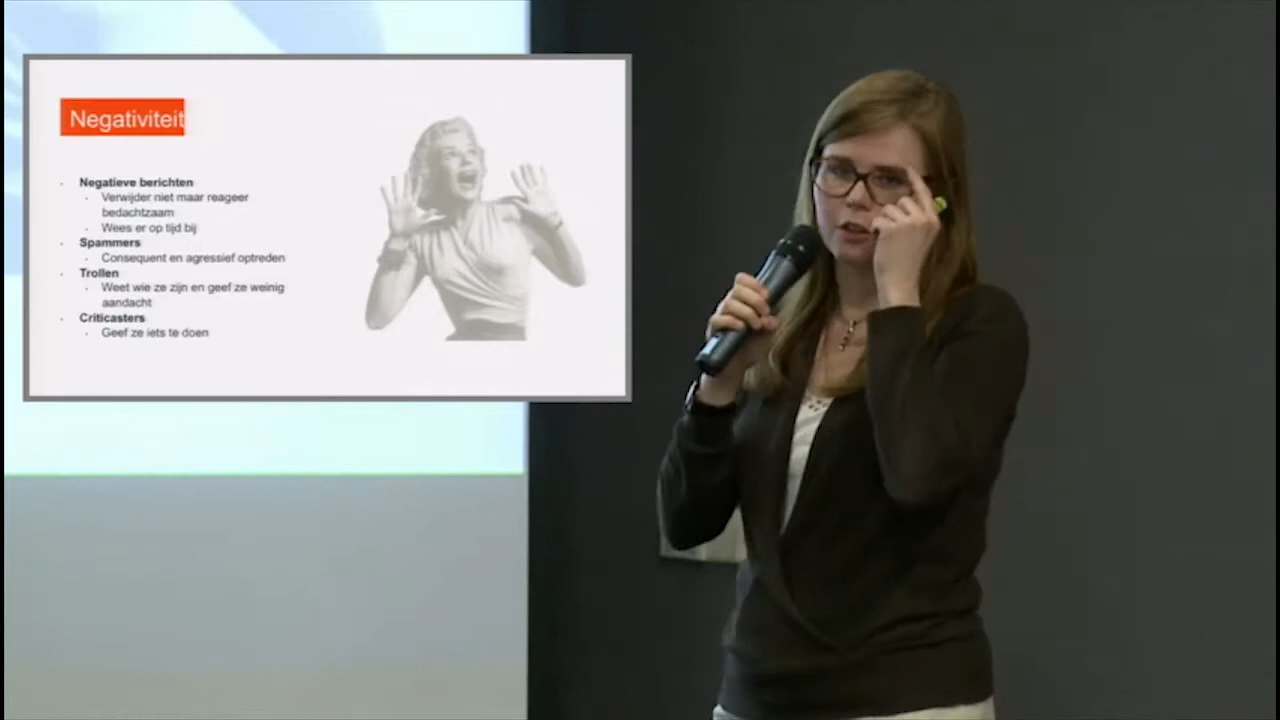 Negativiteit
Negatieve berichten
Verwijder niet maar reageer
bedachtzaam
Wees er op tijd bij
Spammers
Consequent en agressief optreden
Trollen
Weet wie ze zijn en geef ze weinig
aandacht
Criticasters
Geef ze iets te doen